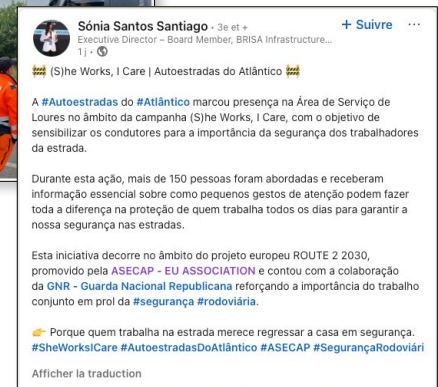 Sónia Santos Santiago · 3e et +
+ Suivre ···
Executive Director – Board Member, BRISA Infrastructure...
1 j ·
🚧 (S)he Works, I Care | Autoestradas do Atlântico 🚧
A #Autoestradas do #Atlântico marcou presença na Área de Serviço de
Loures no âmbito da campanha (S)he Works, I Care, com o objetivo de
sensibilizar os condutores para a importância da segurança dos trabalhadores
da estrada.
Durante esta ação, mais de 150 pessoas foram abordadas e receberam
informação essencial sobre como pequenos gestos de atenção podem fazer
toda a diferença na proteção de quem trabalha todos os dias para garantir a
nossa segurança nas estradas.
Esta iniciativa decorre no âmbito do projeto europeu ROUTE 2 2030,
promovido pela ASECAP - EU ASSOCIATION e contou com a colaboração
da GNR - Guarda Nacional Republicana reforçando a importância do trabalho
conjunto em prol da #segurança #rodoviária.
👉 Porque quem trabalha na estrada merece regressar a casa em segurança.
#SheWorksICare #AutoestradasDoAtlântico #ASECAP #SegurançaRodoviári
Afficher la traduction